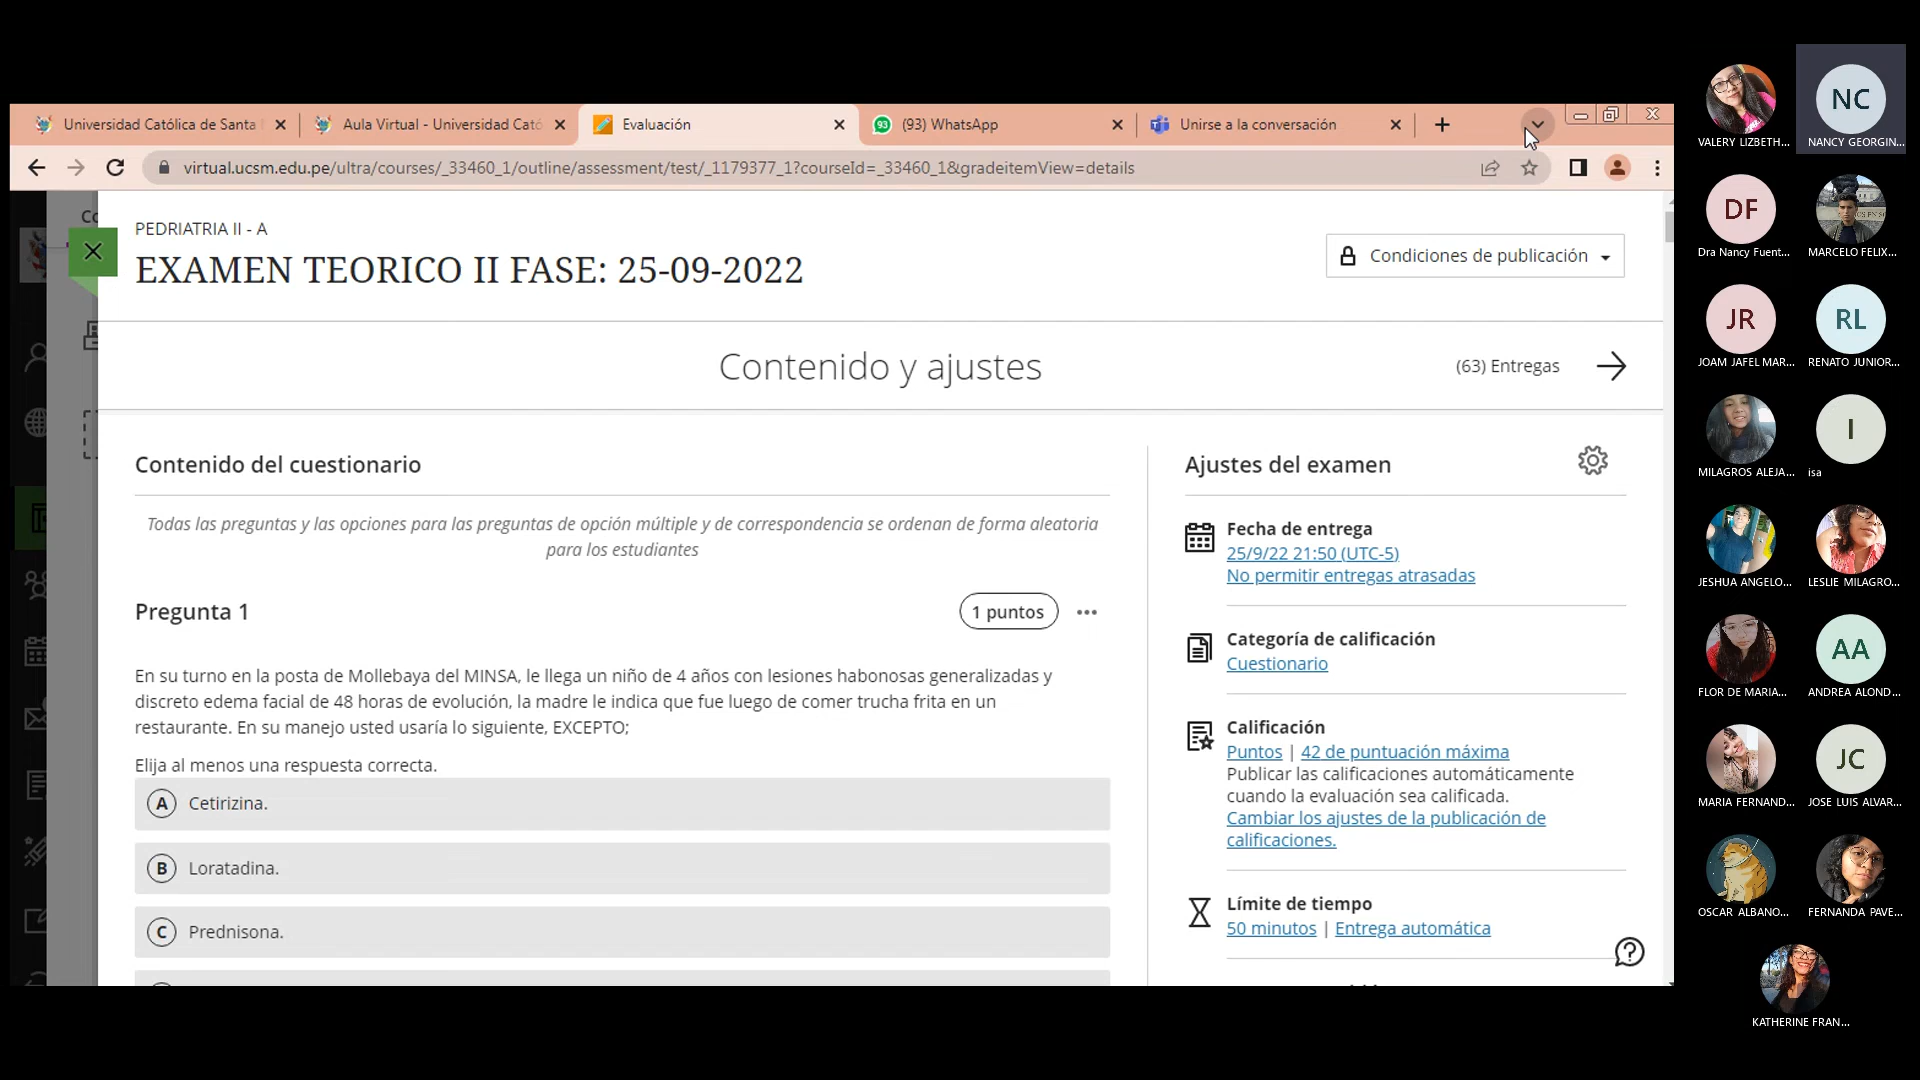 Universidad Católica de Santa
Aula Virtual - Universidad Cató
Evaluación
93
(93) WhatsApp
Unirse a la conversación
virtual.ucsm.edu.pe/ultra/courses/_33460_1/outline/assessment/test/_1179377_1?courseId=_33460_1&gradeitemView=details
Cc
PEDRIATRIA II - A
EXAMEN TEORICO II FASE: 25-09-2022
Condiciones de publicación
Contenido y ajustes
(63) Entregas
Contenido del cuestionario
Todas las preguntas y las opciones para las preguntas de opción múltiple y de correspondencia se ordenan de forma aleatoria
para los estudiantes
Pregunta 1
1 puntos
En su turno en la posta de Mollebaya del MINSA, le llega un niño de 4 años con lesiones habonosas generalizadas y
discreto edema facial de 48 horas de evolución, la madre le indica que fue luego de comer trucha frita en un
restaurante. En su manejo usted usaría lo siguiente, EXCEPTO;
Elija al menos una respuesta correcta.
A Cetirizina.
B Loratadina.
C Prednisona.
Ajustes del examen
Fecha de entrega
25/9/22 21:50 (UTC-5)
No permitir entregas atrasadas
Categoría de calificación
Cuestionario
Calificación
Puntos | 42 de puntuación máxima
Publicar las calificaciones automáticamente
cuando la evaluación sea calificada.
Cambiar los ajustes de la publicación de
calificaciones.
Límite de tiempo
50 minutos | Entrega automática
VALERY LIZBETH...
NC
NANCY GEORGIN...
DF
Dra Nancy Fuent...
MARCELO FELIX...
JR
JOAM JAFEL MAR...
RL
RENATO JUNIOR...
MILAGROS ALEJA...
I
isa
JESHUA ANGELO...
LESLIE MILAGRO...
FLOR DE MARIA...
AA
ANDREA ALOND...
MARIA FERNAND...
JC
JOSE LUIS ALVAR...
OSCAR ALBANO...
FERNANDA PAVE...
KATHERINE FRAN...